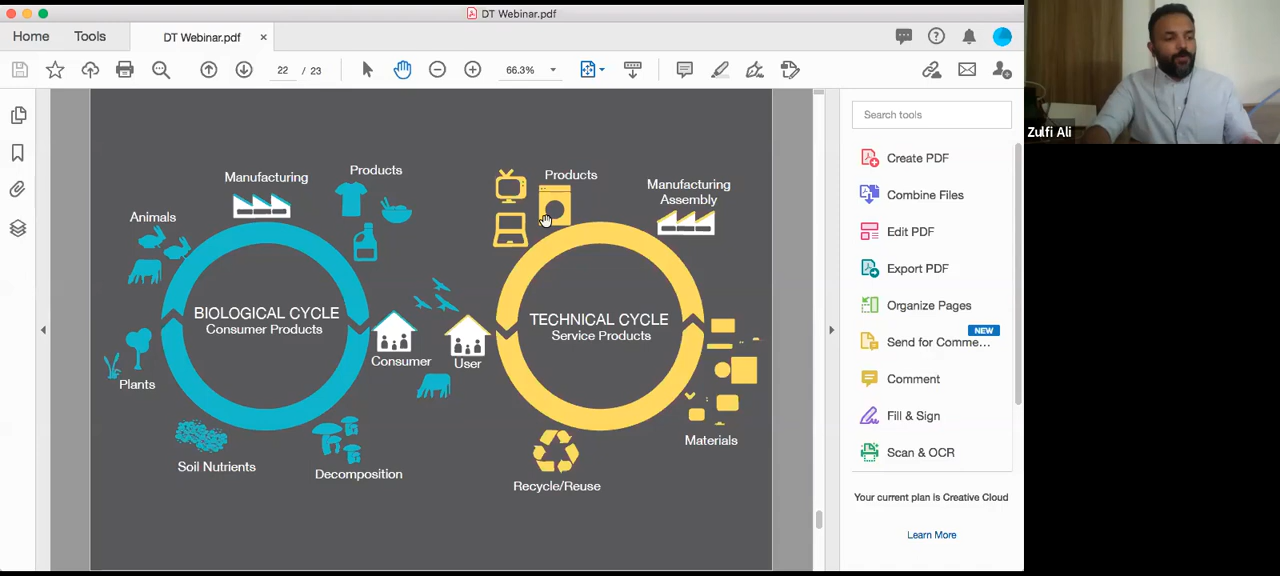 DT Webinar.pdf
Home
Tools
DT Webinar.pdf
22 / 23
66.3%
Zulfi Ali
Search tools
Create PDF
Combine Files
Edit PDF
Export PDF
Organize Pages
NEW
Send for Comme...
Comment
Fill & Sign
Scan & OCR
Your current plan is Creative Cloud
Learn More
Manufacturing
Products
Animals
BIOLOGICAL CYCLE
Consumer Products
Plants
Soil Nutrients
Decomposition
Consumer
User
Products
Manufacturing
Assembly
TECHNICAL CYCLE
Service Products
Materials
Recycle/Reuse